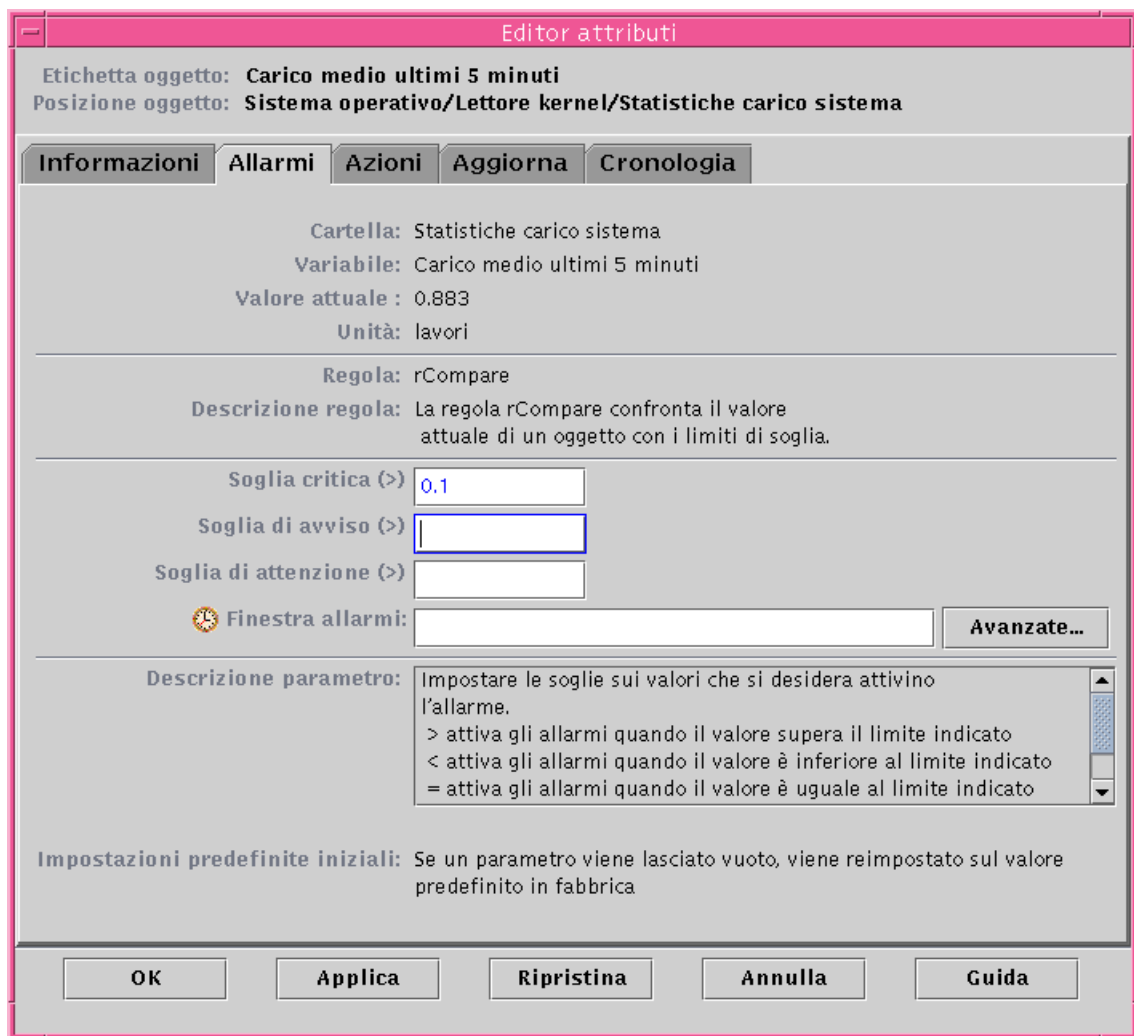 Editor attributi
Etichetta oggetto: Carico medio ultimi 5 minuti
Posizione oggetto: Sistema operativo/Lettore kernel/Statistiche carico sistema
Informazioni Allarmi Azioni Aggiorna Cronologia
Cartella: Statistiche carico sistema
Variabile: Carico medio ultimi 5 minuti
Valore attuale : 0.883
Unità: lavori
Regola: rCompare
Descrizione regola: La regola rCompare confronta il valore
attuale di un oggetto con i limiti di soglia.
Soglia critica (>) 0.1
Soglia di avviso (>)
Soglia di attenzione (>)
Finestra allarmi: Avanzate...
Descrizione parametro: Impostare le soglie sui valori che si desidera attivino
l'allarme.
> attiva gli allarmi quando il valore supera il limite indicato
< attiva gli allarmi quando il valore è inferiore al limite indicato
= attiva gli allarmi quando il valore è uguale al limite indicato
Impostazioni predefinite iniziali: Se un parametro viene lasciato vuoto, viene reimpostato sul valore
predefinito in fabbrica
OK Applica Ripristina Annulla Guida